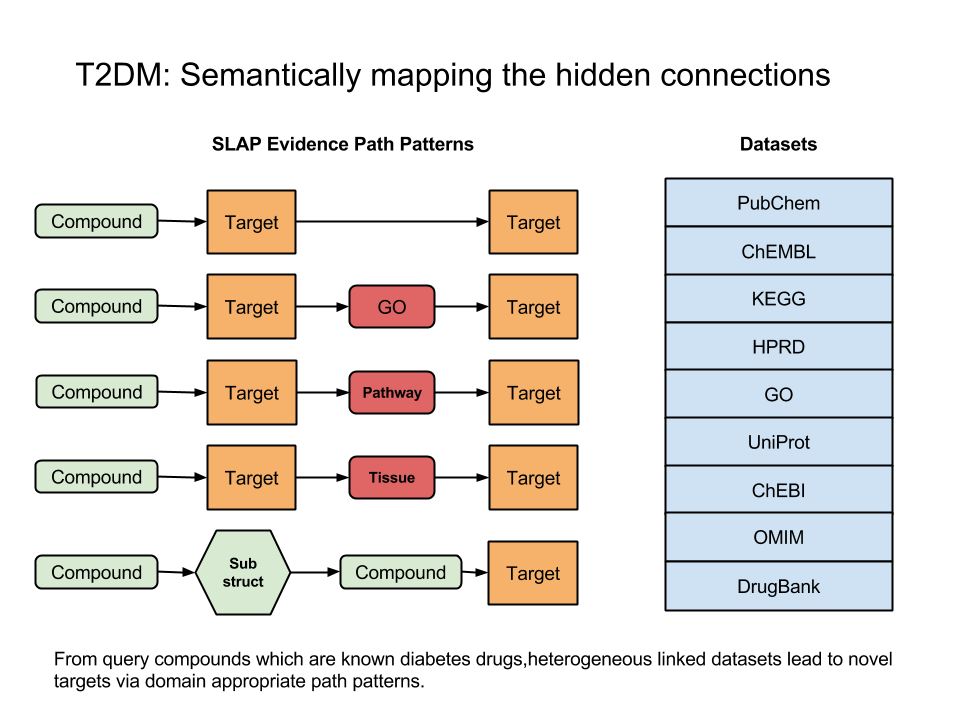 T2DM: Semantically mapping the hidden connections
SLAP Evidence Path Patterns
Datasets
Compound
Target
Target
Compound
Target
GO
Target
Compound
Target
Pathway
Target
Compound
Target
Tissue
Target
Compound
Sub
struct
Compound
Target
PubChem
ChEMBL
KEGG
HPRD
GO
UniProt
ChEBI
OMIM
DrugBank
From query compounds which are known diabetes drugs,heterogeneous linked datasets lead to novel
targets via domain appropriate path patterns.